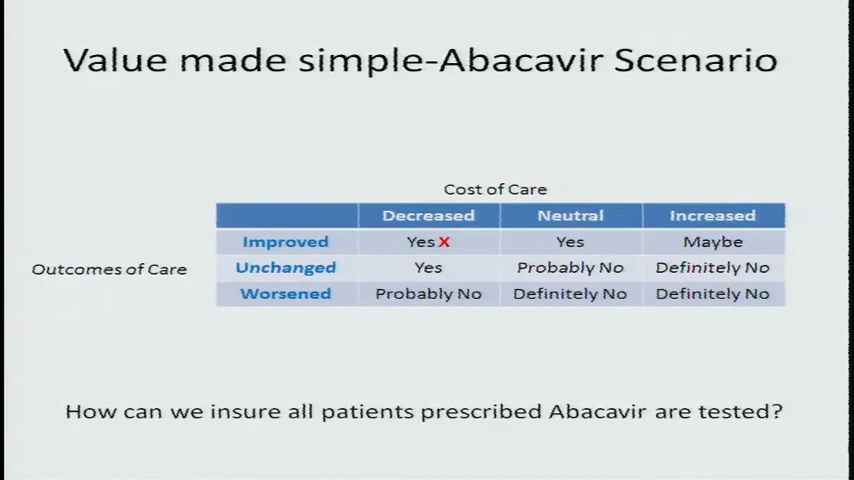 Value made simple-Abacavir Scenario
Cost of Care
Decreased Neutral Increased
Improved Yes X Yes Maybe
Outcomes of Care
Unchanged Yes Probably No Definitely No
Worsened Probably No Definitely No Definitely No
How can we insure all patients prescribed Abacavir are tested?